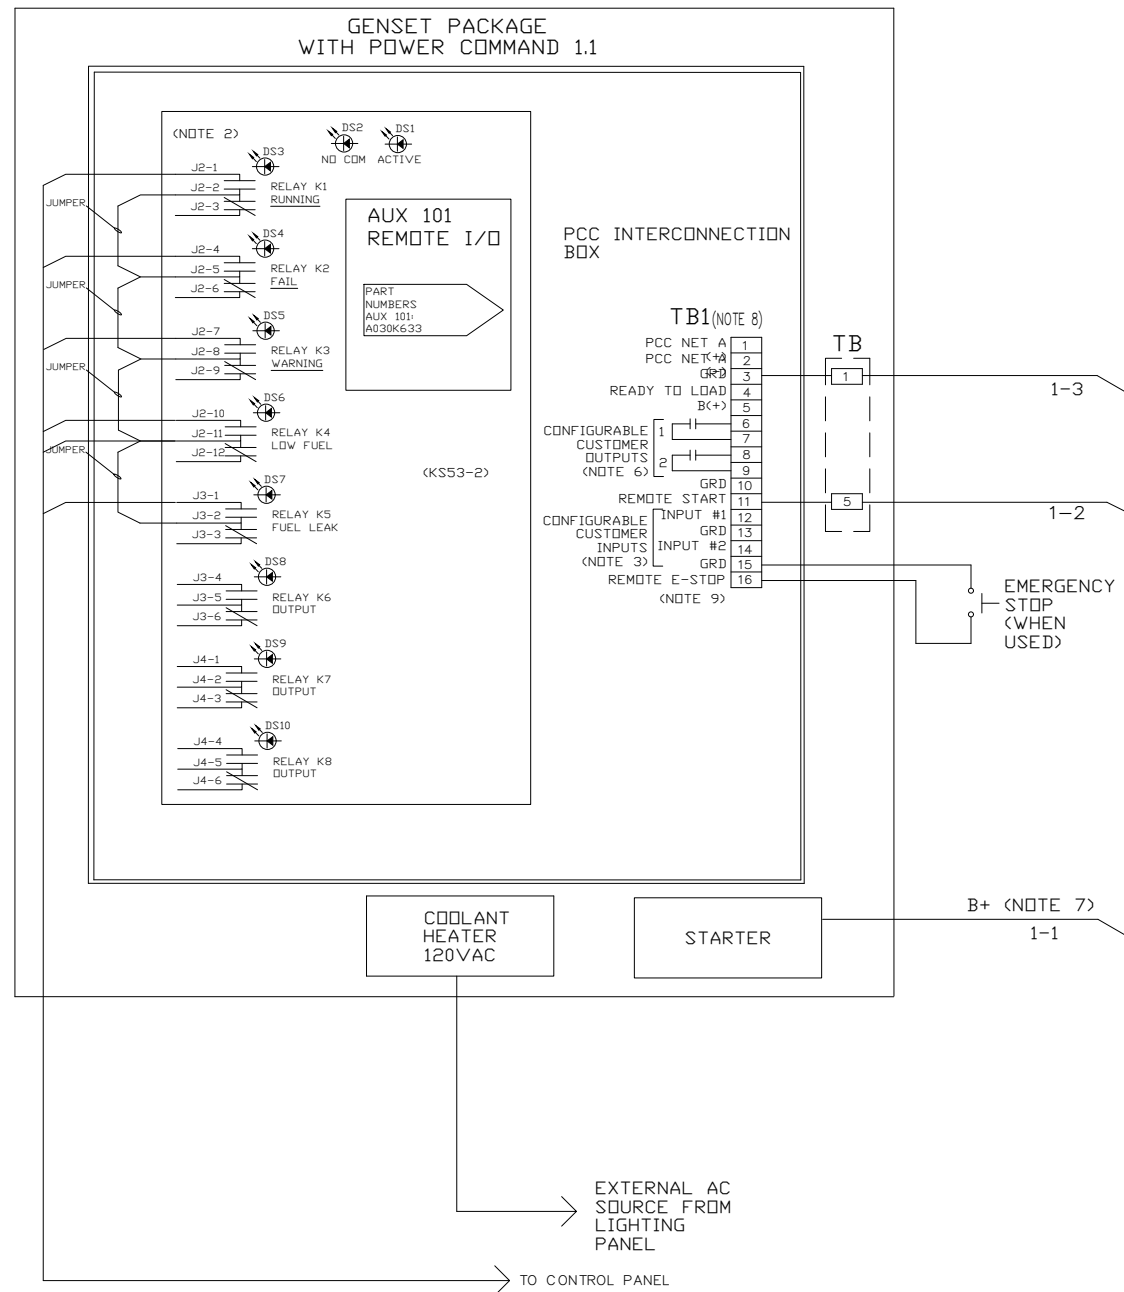 GENSET PACKAGE
WITH POWER COMMAND 1.1
(NOTE 2)
DS2
NO COM
DS1
ACTIVE
DS3
J2-1
J2-2
J2-3
RELAY K1
RUNNING
JUMPER
DS4
J2-4
J2-5
J2-6
RELAY K2
FAIL
JUMPER
DS5
J2-7
J2-8
J2-9
RELAY K3
WARNING
JUMPER
DS6
J2-10
J2-11
J2-12
RELAY K4
LOW FUEL
JUMPER
DS7
J3-1
J3-2
J3-3
RELAY K5
FUEL LEAK
DS8
J3-4
J3-5
J3-6
RELAY K6
OUTPUT
DS9
J4-1
J4-2
J4-3
RELAY K7
OUTPUT
DS10
J4-4
J4-5
J4-6
RELAY K8
OUTPUT
AUX 101
REMOTE I/O
PART
NUMBERS
AUX 101:
A030K633
(KS53-2)
PCC INTERCONNECTION
BOX
TB1(NOTE 8)
PCC NET A 1
(+)
PCC NET A 2
(-)
GRD 3
READY TO LOAD 4
B(+) 5
6
7
8
9
CONFIGURABLE
CUSTOMER
OUTPUTS
(NOTE 6)
1
2
GRD 10
REMOTE START 11
INPUT #1 12
GRD 13
INPUT #2 14
GRD 15
REMOTE E-STOP 16
CONFIGURABLE
CUSTOMER
INPUTS
(NOTE 3)
(NOTE 9)
TB
1
5
1-3
1-2
EMERGENCY
STOP
(WHEN
USED)
COOLANT
HEATER
120VAC
STARTER
B+ (NOTE 7)
1-1
EXTERNAL AC
SOURCE FROM
LIGHTING
PANEL
TO CONTROL PANEL